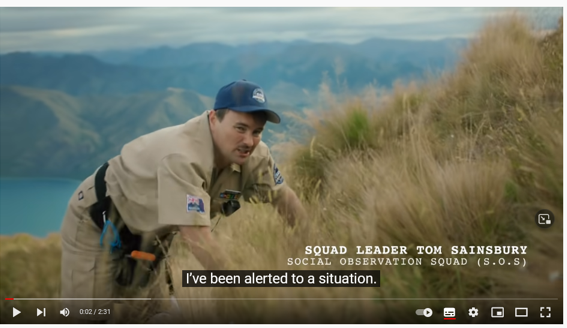 SQUAD LEADER TOM SAINSBURY
SOCIAL OBSERVATION SQUAD (S.O.S)
I've been alerted to a situation.
0:02 / 2:31